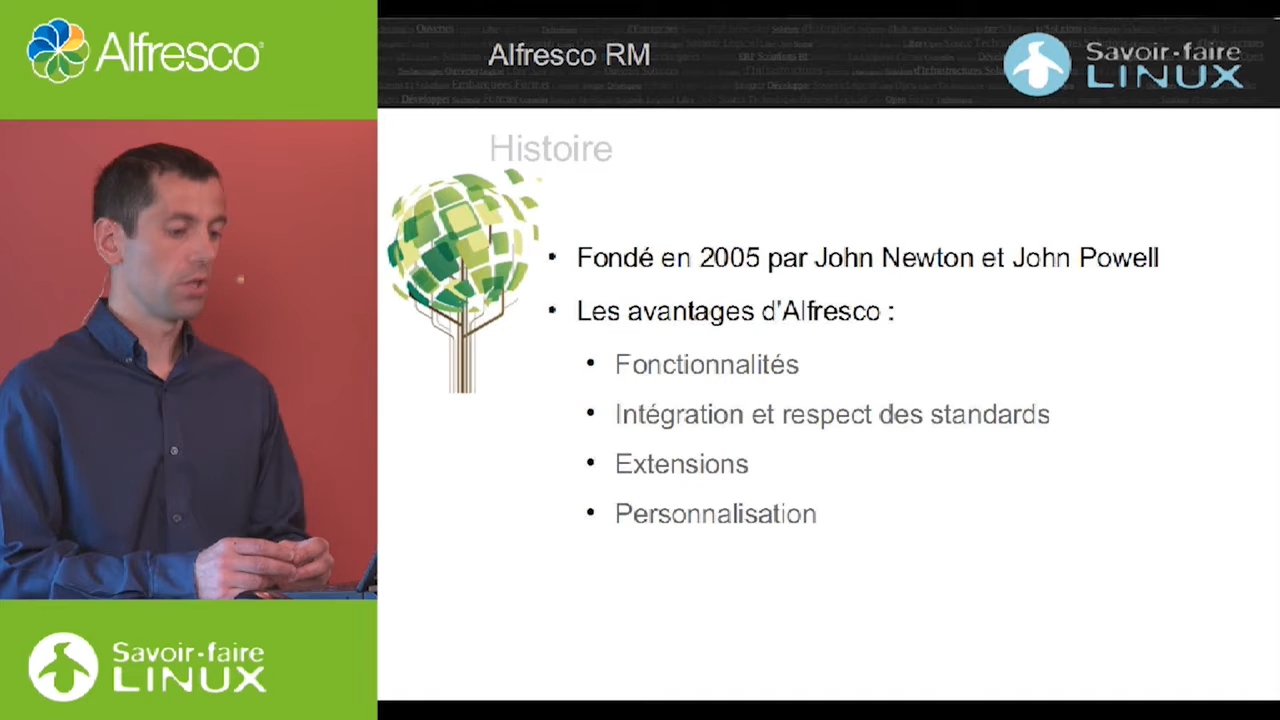 Alfresco
Alfresco RM
Savoir-faire
LINUX
Histoire
• Fondé en 2005 par John Newton et John Powell
• Les avantages d'Alfresco :
• Fonctionnalités
• Intégration et respect des standards
• Extensions
• Personnalisation
Savoir-faire
LINUX